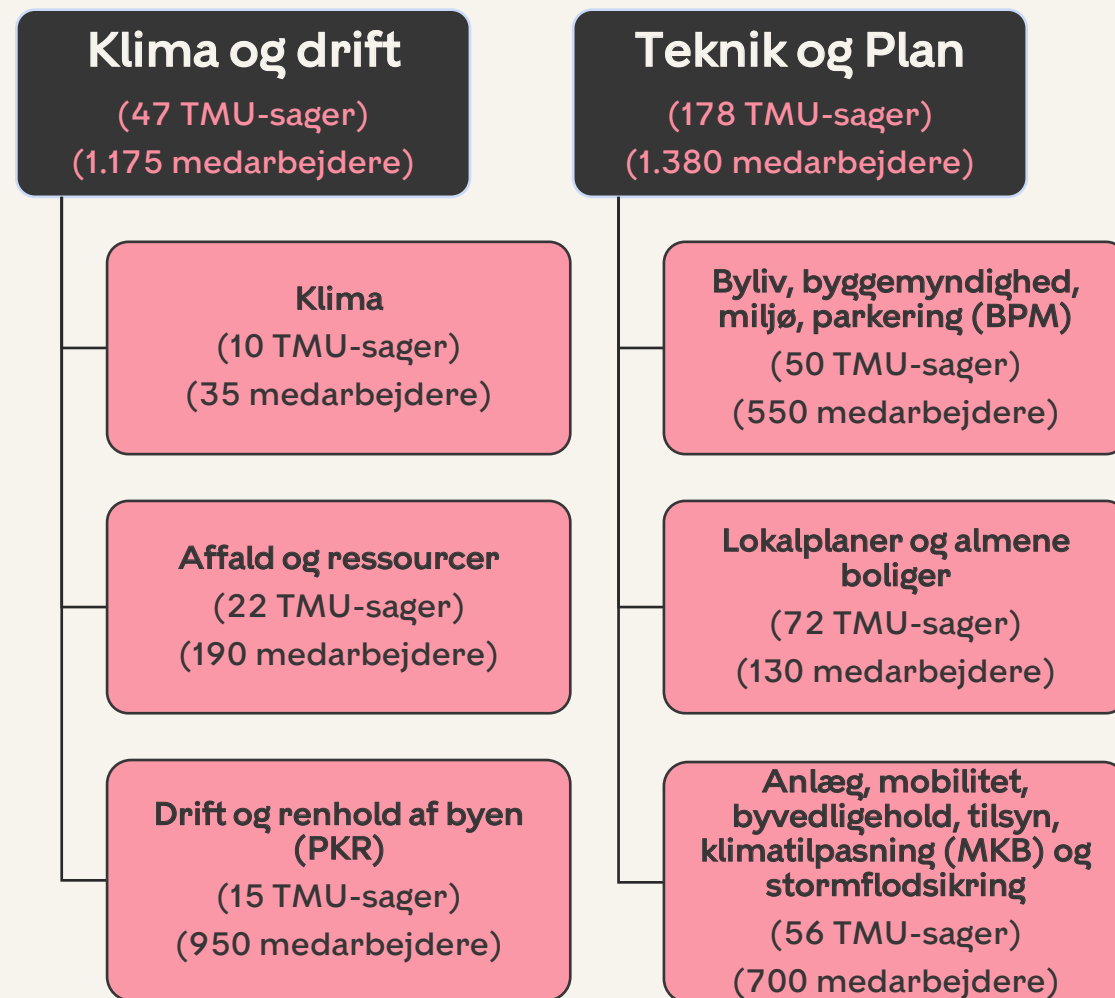 Klima og drift
(47 TMU-sager)
(1.175 medarbejdere)
Klima
(10 TMU-sager)
(35 medarbejdere)
Affald og ressourcer
(22 TMU-sager)
(190 medarbejdere)
Drift og renhold af byen
(PKR)
(15 TMU-sager)
(950 medarbejdere)
Teknik og Plan
(178 TMU-sager)
(1.380 medarbejdere)
Byliv, byggemyndighed,
miljø, parkering (BPM)
(50 TMU-sager)
(550 medarbejdere)
Lokalplaner og almene
boliger
(72 TMU-sager)
(130 medarbejdere)
Anlæg, mobilitet,
byvedligehold, tilsyn,
klimatilpasning (MKB) og
stormflodsikring
(56 TMU-sager)
(700 medarbejdere)